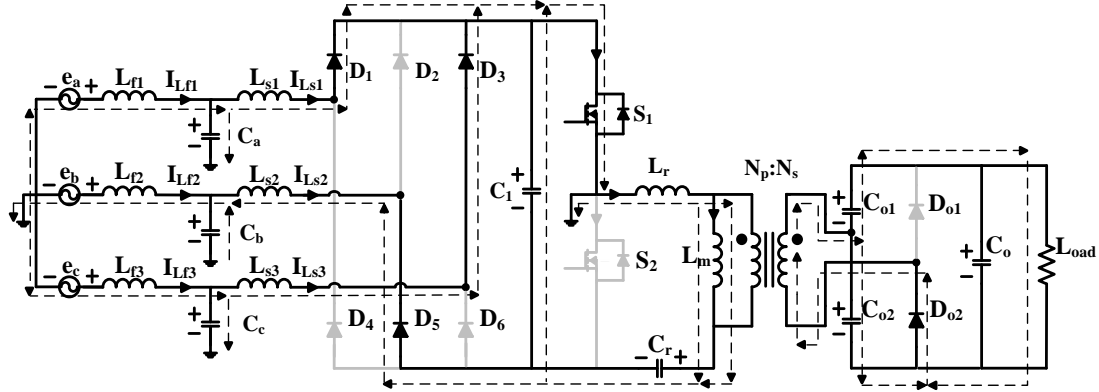 e_a L_f1 I_Lf1 L_s1 I_Ls1 D_1 D_2 D_3
C_a
S_1
e_b L_f2 I_Lf2 L_s2 I_Ls2
C_b
C_1
L_r
N_p:N_s
C_o1 D_o1
e_c L_f3 I_Lf3 L_s3 I_Ls3
C_c
S_2
L_m
C_o
L_oad
D_4 D_5 D_6
C_r
C_o2 D_o2